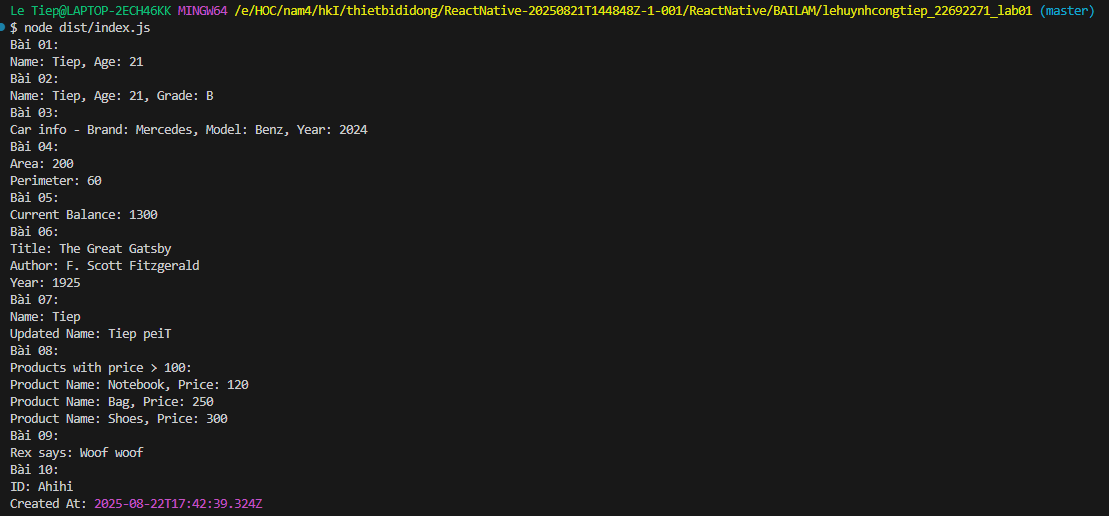 Le Tiep@LAPTOP-2ECH46KK MINGW64 /e/HOC/nam4/hkI/thietbididong/ReactNative-20250821T144848Z-1-001/ReactNative/BAILAM/lehuynhcongtiep_22692271_lab01 (master)
$ node dist/index.js
Bài 01:
Name: Tiep, Age: 21
Bài 02:
Name: Tiep, Age: 21, Grade: B
Bài 03:
Car info - Brand: Mercedes, Model: Benz, Year: 2024
Bài 04:
Area: 200
Perimeter: 60
Bài 05:
Current Balance: 1300
Bài 06:
Title: The Great Gatsby
Author: F. Scott Fitzgerald
Year: 1925
Bài 07:
Name: Tiep
Updated Name: Tiep peiT
Bài 08:
Products with price > 100:
Product Name: Notebook, Price: 120
Product Name: Bag, Price: 250
Product Name: Shoes, Price: 300
Bài 09:
Rex says: Woof woof
Bài 10:
ID: Ahihi
Created At: 2025-08-22T17:42:39.324Z